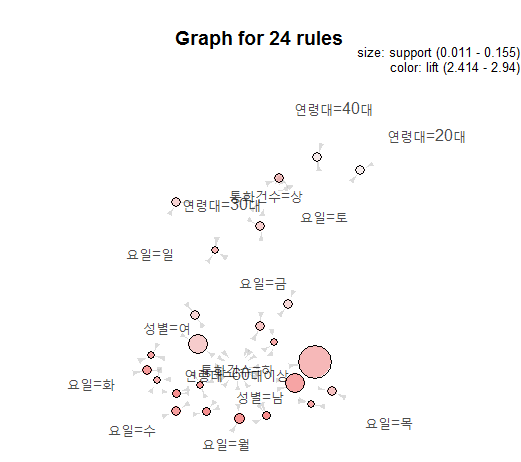 Graph for 24 rules
size: support (0.011 - 0.155)
color: lift (2.414 - 2.94)
연령대=40대
연령대=20대
통화건수=상
연령대=30대
요일=토
요일=일
요일=금
성별=여
통화건수=하
연령대=60대이상
요일=화
성별=남
요일=목
요일=수
요일=월